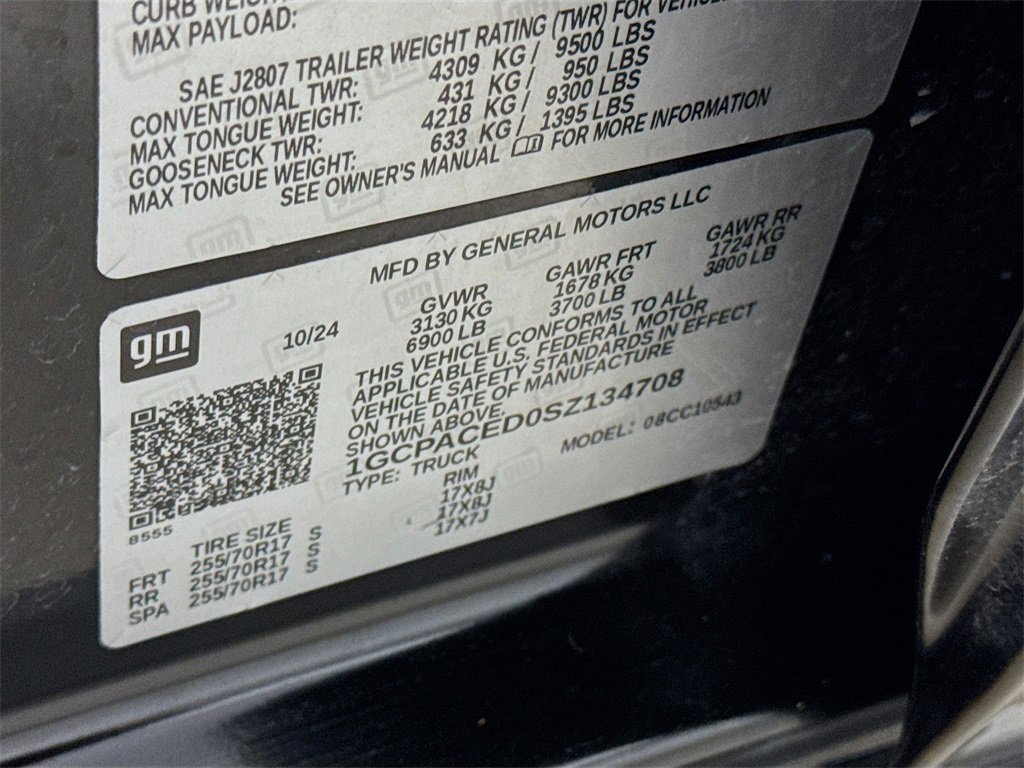 CURB WEIGHT:
MAX PAYLOAD:
SAE J2807 TRAILER WEIGHT RATING (TWR) FOR
CONVENTIONAL TWR: 4309 KG/ 9500 LBS
MAX TONGUE WEIGHT: 431 KG/ 950 LBS
GOOSENECK TWR: 4218 KG/ 9300 LBS
MAX TONGUE WEIGHT: 633 KG/ 1395 LBS
SEE OWNER'S MANUAL FOR MORE INFORMATION
MFD BY GENERAL MOTORS LLC
gm
10/24
GVWR GAWR FRT GAWR RR
3130 KG 1678 KG 1724 KG
6900 LB 3700 LB 3800 LB
THIS VEHICLE CONFORMS TO ALL
APPLICABLE U.S. FEDERAL MOTOR
VEHICLE SAFETY STANDARDS IN EFFECT
ON THE DATE OF MANUFACTURE
SHOWN ABOVE.
1GCPACED0SZ134708
TYPE: TRUCK MODEL: 08CC10543
8555
TIRE SIZE RIM
FRT 255/70R17 S 17X8J
RR 255/70R17 S 17X8J
SPA 255/70R17 S 17X7J